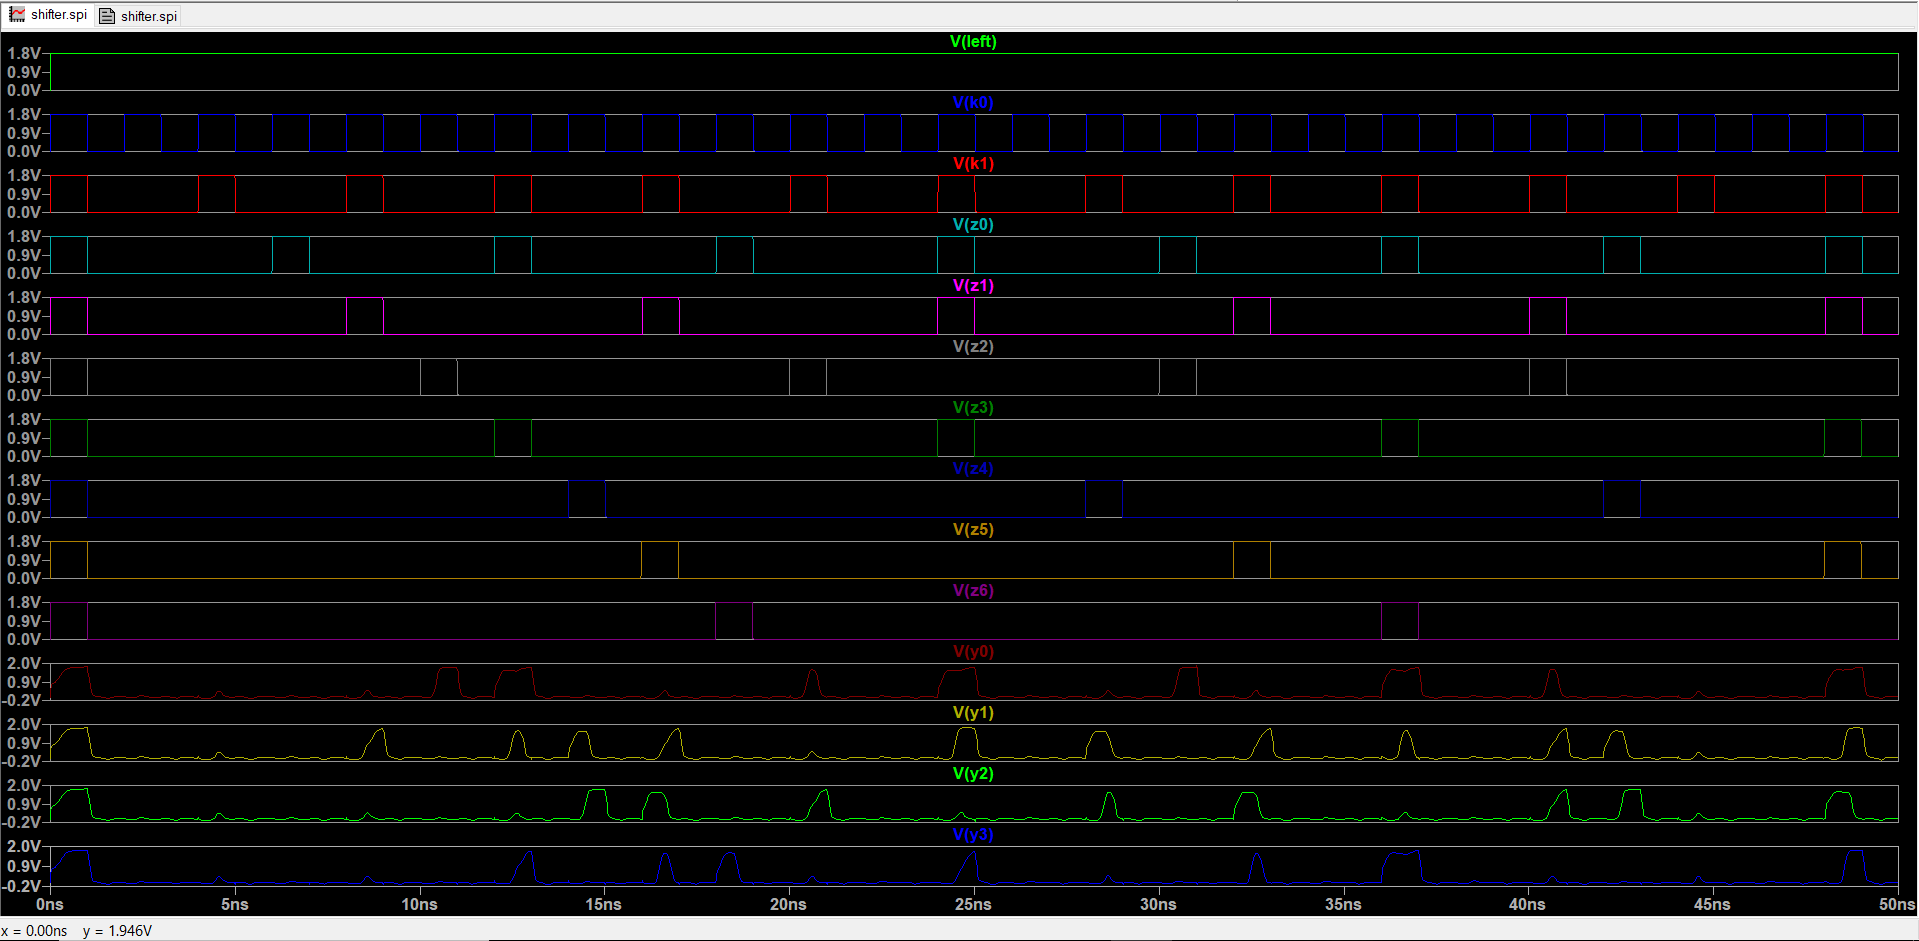 shifter.spi shifter.spi
V(left)
1.8V
0.9V
0.0V
V(k0)
1.8V
0.9V
0.0V
V(k1)
1.8V
0.9V
0.0V
V(z0)
1.8V
0.9V
0.0V
V(z1)
1.8V
0.9V
0.0V
V(z2)
1.8V
0.9V
0.0V
V(z3)
1.8V
0.9V
0.0V
V(z4)
1.8V
0.9V
0.0V
V(z5)
1.8V
0.9V
0.0V
V(z6)
1.8V
0.9V
0.0V
V(y0)
2.0V
0.9V
-0.2V
V(y1)
2.0V
0.9V
-0.2V
V(y2)
2.0V
0.9V
-0.2V
V(y3)
2.0V
0.9V
-0.2V
0ns 5ns 10ns 15ns 20ns 25ns 30ns 35ns 40ns 45ns 50ns
x = 0.00ns y = 1.946V